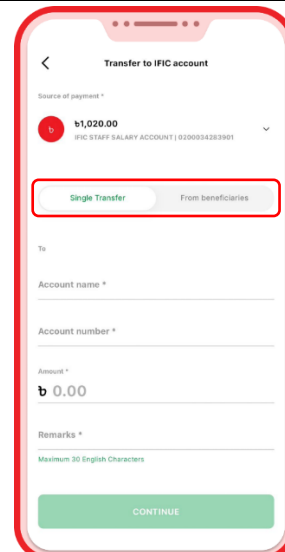 Transfer to IFIC account
Source of payment *
৳
৳1,020.00
IFIC STAFF SALARY ACCOUNT | 0200034283901
Single Transfer From beneficiaries
To
Account name *
Account number *
Amount *
৳ 0.00
Remarks *
Maximum 30 English Characters
CONTINUE